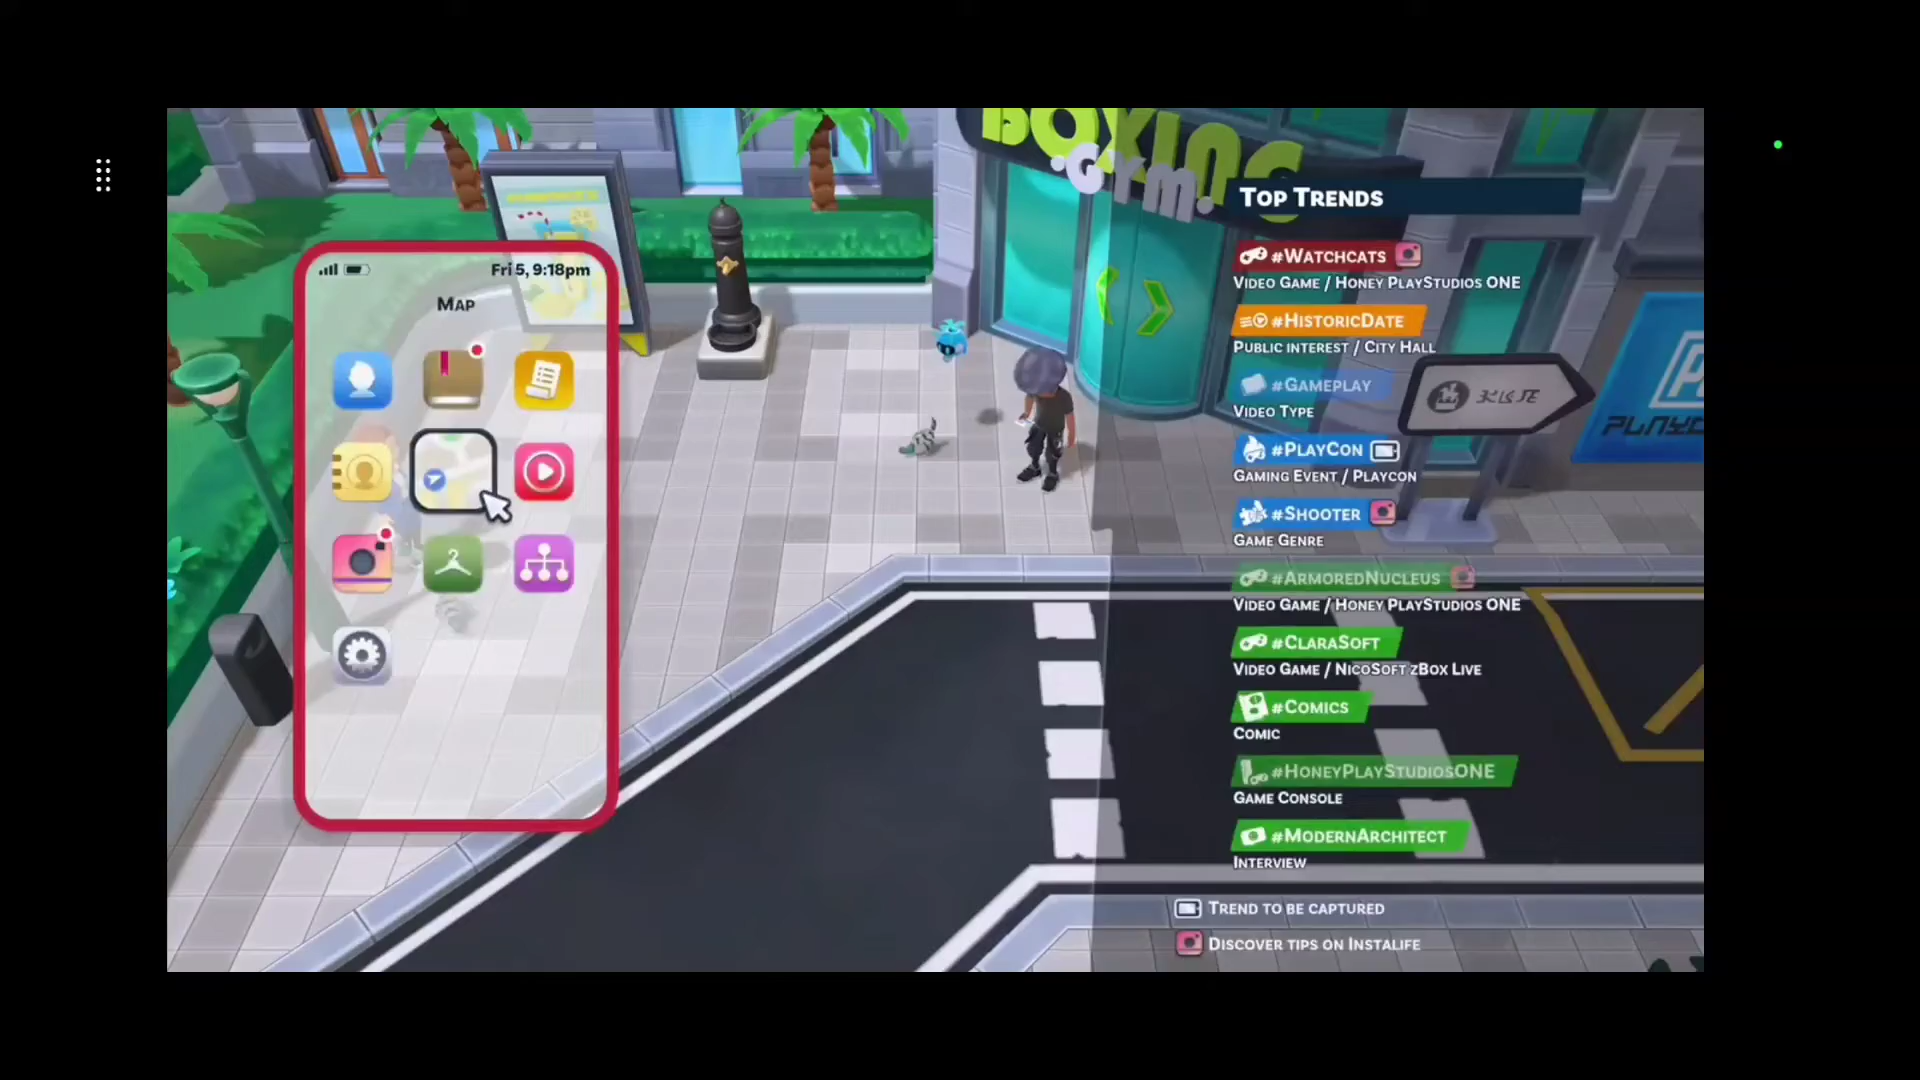 BOXING
GYM
Fri 5, 9:18pm
MAP
TOP TRENDS
#WATCHCATS
VIDEO GAME / HONEY PLAYSTUDIOS ONE
#HISTORICDATE
PUBLIC INTEREST / CITY HALL
#GAMEPLAY
VIDEO TYPE
#PLAYCON
GAMING EVENT / PLAYCON
#SHOOTER
GAME GENRE
#ARMOREDNUCLEUS
VIDEO GAME / HONEY PLAYSTUDIOS ONE
#CLARASOFT
VIDEO GAME / NICOSOFT ZBOX LIVE
#COMICS
COMIC
#HONEYPLAYSTUDIOSONE
GAME CONSOLE
#MODERNARCHITECT
INTERVIEW
TREND TO BE CAPTURED
DISCOVER TIPS ON INSTALIFE